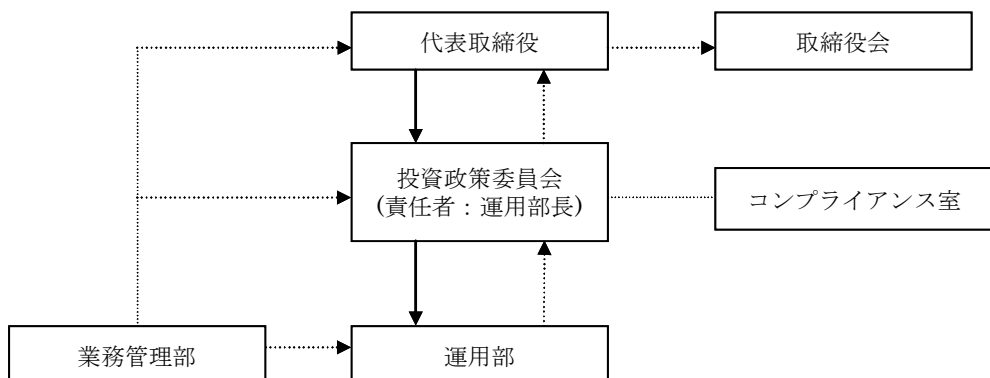 代表取締役
取締役会
投資政策委員会
(責任者：運用部長)
コンプライアンス室
業務管理部
運用部